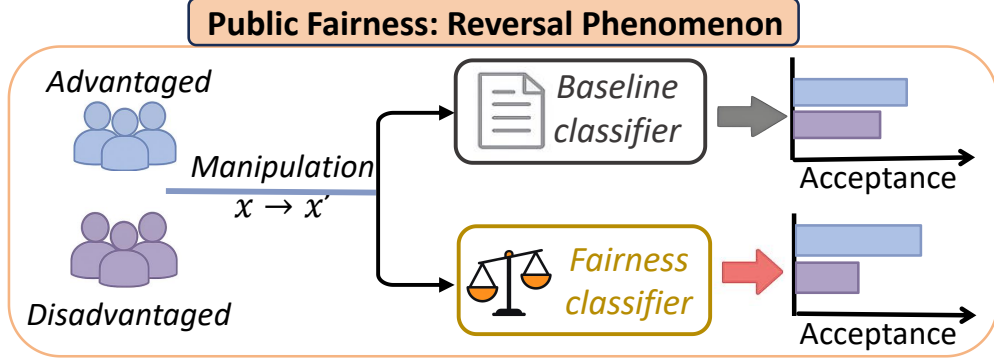 Public Fairness: Reversal Phenomenon
Advantaged
Disadvantaged
Manipulation
x → x′
Baseline
classifier
Acceptance
Fairness
classifier
Acceptance